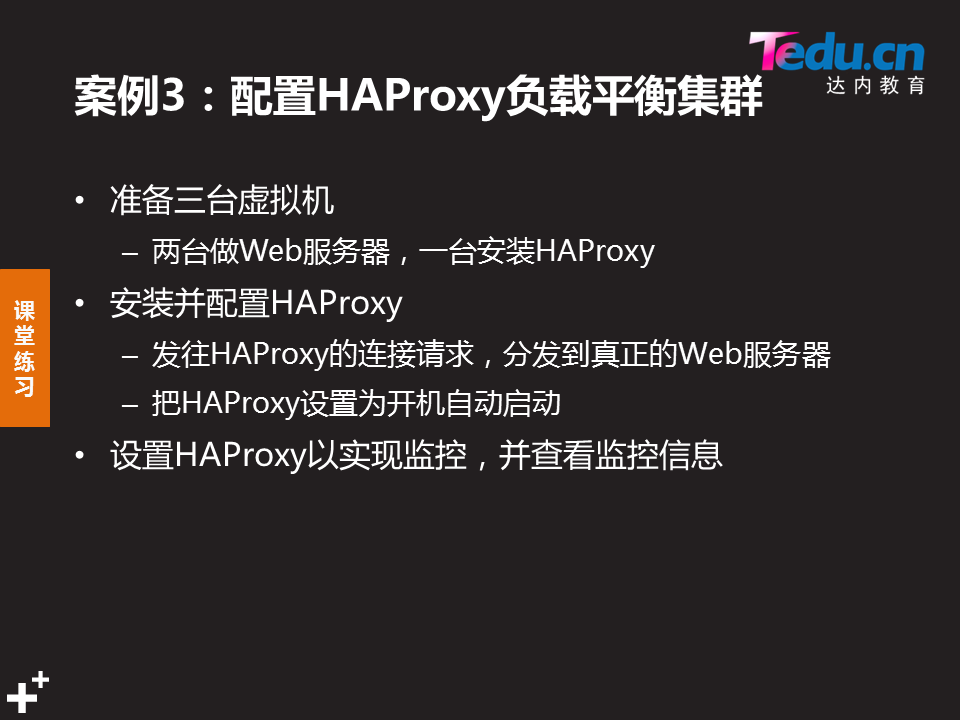 Tedu.cn
达内教育
案例3：配置HAProxy负载平衡集群
• 准备三台虚拟机
– 两台做Web服务器，一台安装HAProxy
• 安装并配置HAProxy
– 发往HAProxy的连接请求，分发到真正的Web服务器
– 把HAProxy设置为开机自动启动
• 设置HAProxy以实现监控，并查看监控信息
课堂练习